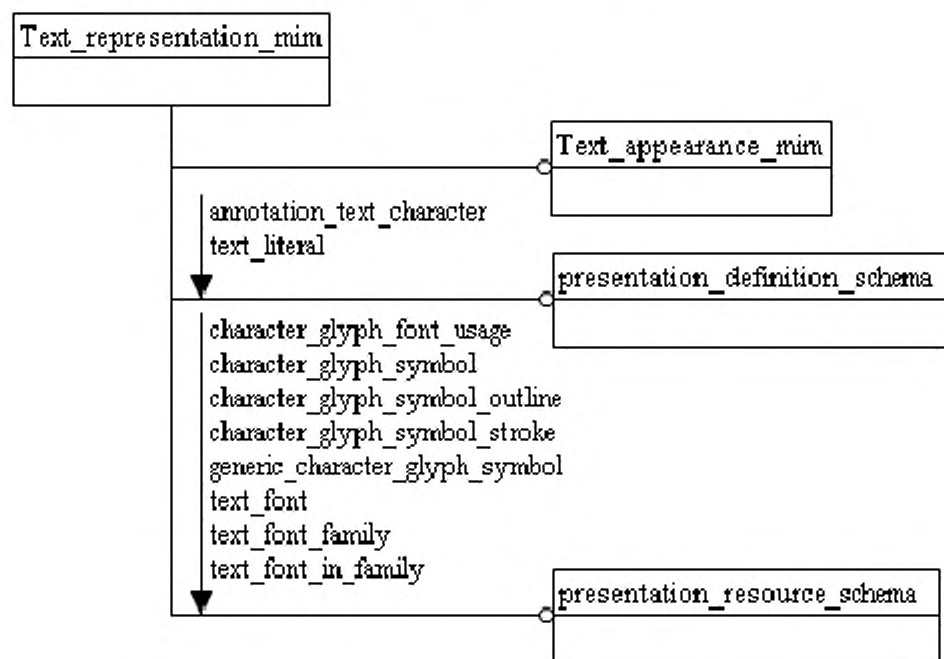 Text_representation_mim
Text_appearance_mim
annotation_text_character
text_literal
presentation_definition_schema
character_glyph_font_usage
character_glyph_symbol
character_glyph_symbol_outline
character_glyph_symbol_stroke
generic_character_glyph_symbol
text_font
text_font_family
text_font_in_family
presentation_resource_schema